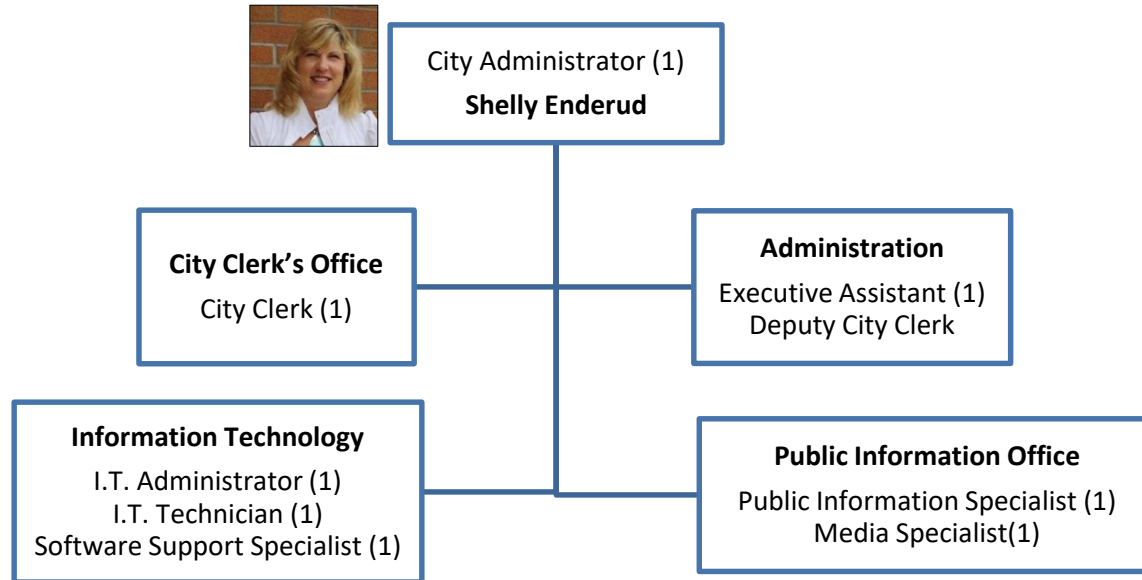 City Administrator (1)
Shelly Enderud
City Clerk’s Office
City Clerk (1)
Administration
Executive Assistant (1)
Deputy City Clerk
Information Technology
I.T. Administrator (1)
I.T. Technician (1)
Software Support Specialist (1)
Public Information Office
Public Information Specialist (1)
Media Specialist(1)